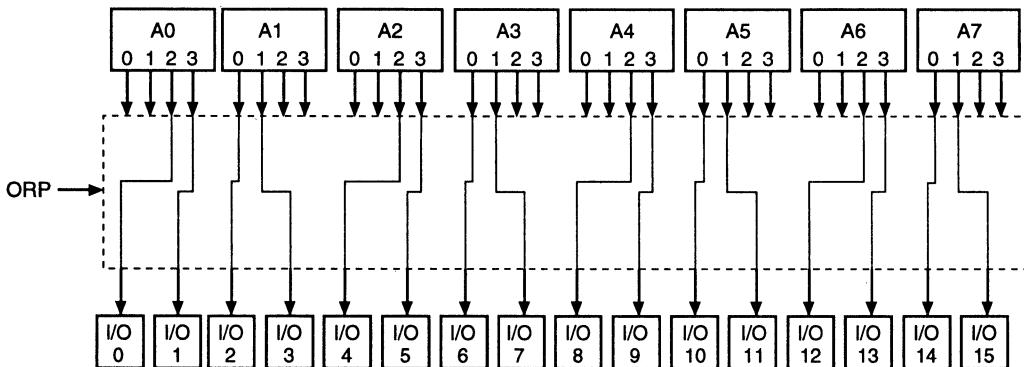 A0 A1 A2 A3 A4 A5 A6 A7
0 1 2 3 0 1 2 3 0 1 2 3 0 1 2 3 0 1 2 3 0 1 2 3 0 1 2 3 0 1 2 3
ORP
I/O I/O I/O I/O I/O I/O I/O I/O I/O I/O I/O I/O I/O I/O I/O I/O
0 1 2 3 4 5 6 7 8 9 10 11 12 13 14 15